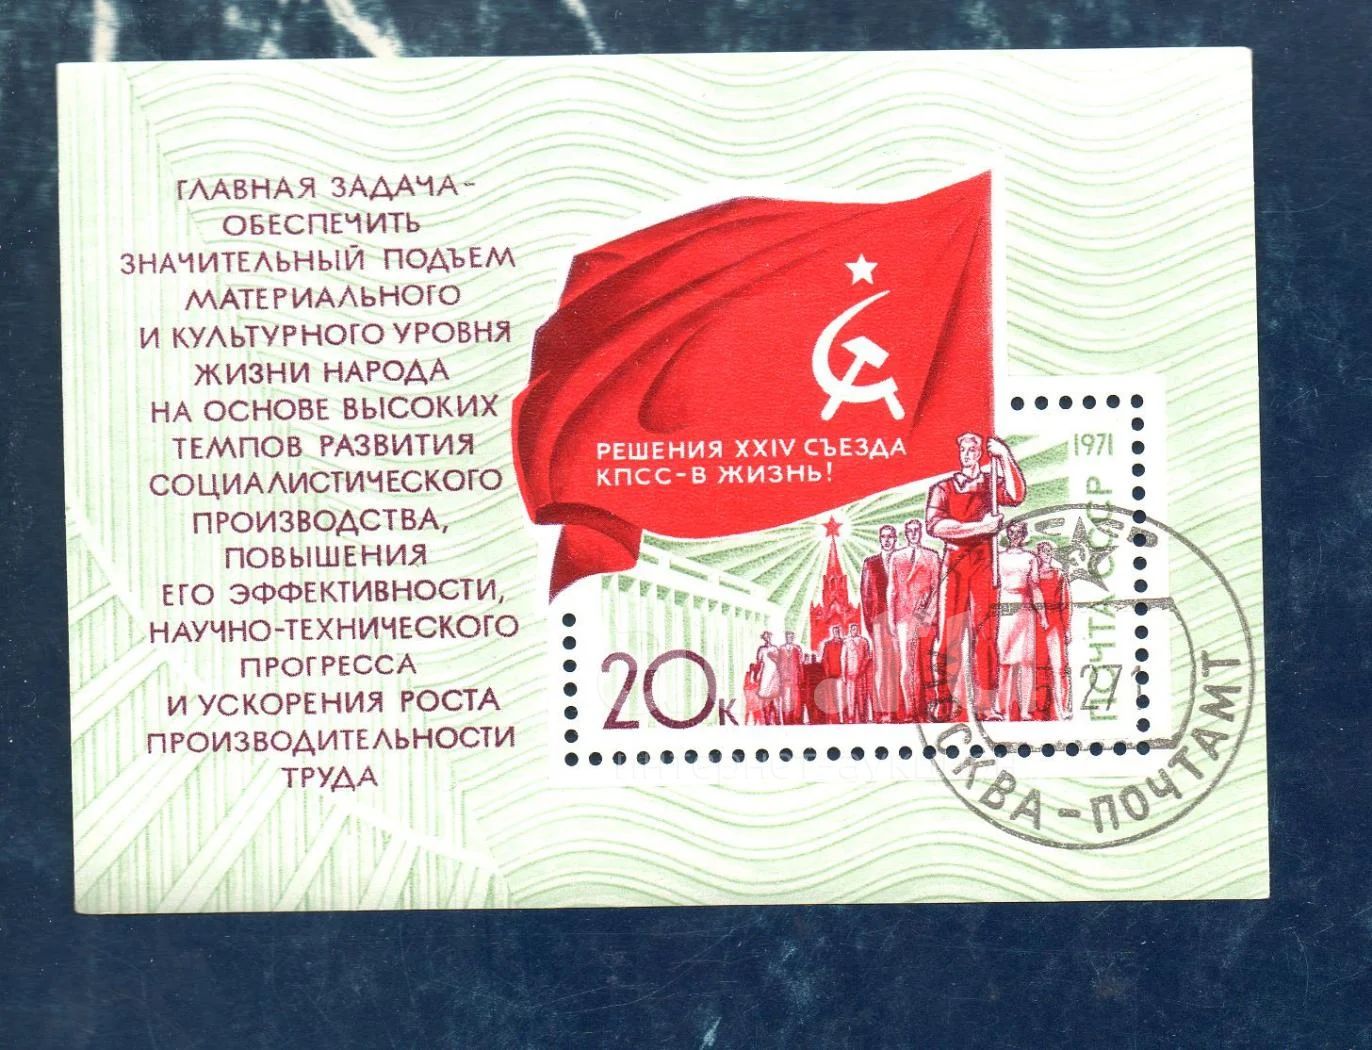 ГЛАВНАЯ ЗАДАЧА-
ОБЕСПЕЧИТЬ
ЗНАЧИТЕЛЬНЫЙ ПОДЪЕМ
МАТЕРИАЛЬНОГО
И КУЛЬТУРНОГО УРОВНЯ
ЖИЗНИ НАРОДА
НА ОСНОВЕ ВЫСОКИХ
ТЕМПОВ РАЗВИТИЯ
СОЦИАЛИСТИЧЕСКОГО
ПРОИЗВОДСТВА,
ПОВЫШЕНИЯ
ЕГО ЭФФЕКТИВНОСТИ,
НАУЧНО-ТЕХНИЧЕСКОГО
ПРОГРЕССА
И УСКОРЕНИЯ РОСТА
ПРОИЗВОДИТЕЛЬНОСТИ
ТРУДА
РЕШЕНИЯ XXIV СЪЕЗДА
КПСС-В ЖИЗНЬ!
1971
ПОЧТА СССР
20к
МОСКВА-ПОЧТАМТ